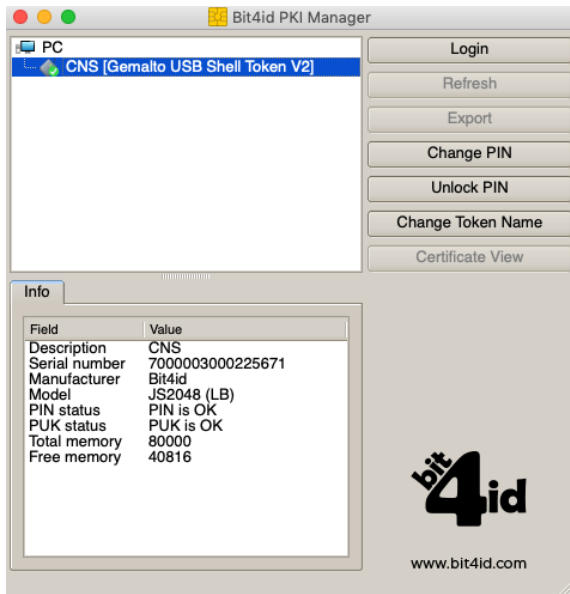 Bit4id PKI Manager
PC
CNS [Gemalto USB Shell Token V2]
Login
Refresh
Export
Change PIN
Unlock PIN
Change Token Name
Certificate View
Info
Field Value
Description CNS
Serial number 7000003000225671
Manufacturer Bit4id
Model JS2048 (LB)
PIN status PIN is OK
PUK status PUK is OK
Total memory 80000
Free memory 40816
bit4id
www.bit4id.com